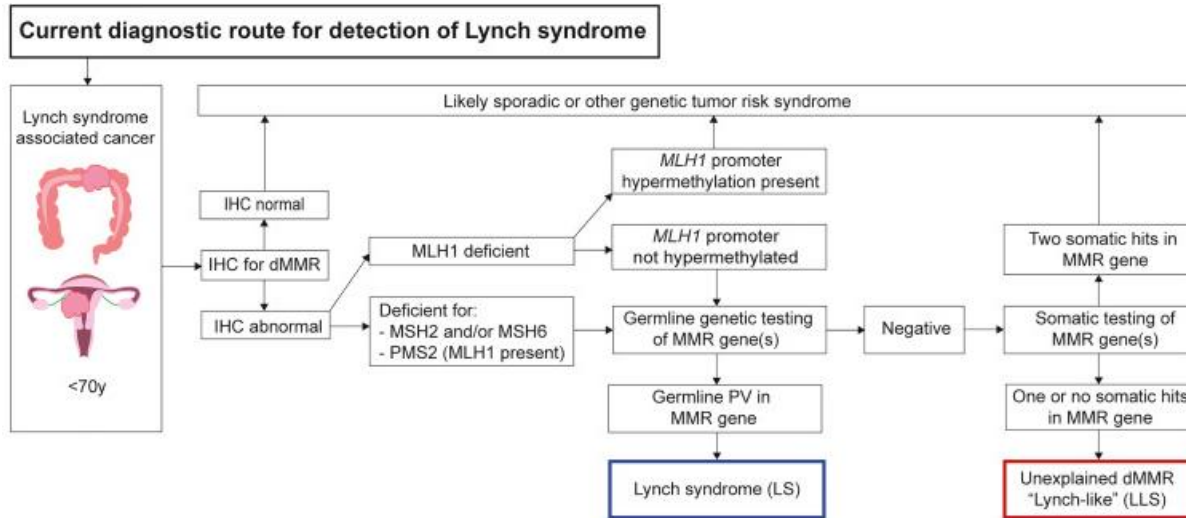 Current diagnostic route for detection of Lynch syndrome
Lynch syndrome
associated cancer
<70y
Likely sporadic or other genetic tumor risk syndrome
IHC normal
IHC for dMMR
IHC abnormal
MLH1 deficient
Deficient for:
- MSH2 and/or MSH6
- PMS2 (MLH1 present)
MLH1 promoter
hypermethylation present
MLH1 promoter
not hypermethylated
Germline genetic testing
of MMR gene(s)
Germline PV in
MMR gene
Lynch syndrome (LS)
Negative
Two somatic hits in
MMR gene
Somatic testing of
MMR gene(s)
One or no somatic hits
in MMR gene
Unexplained dMMR
“Lynch-like” (LLS)